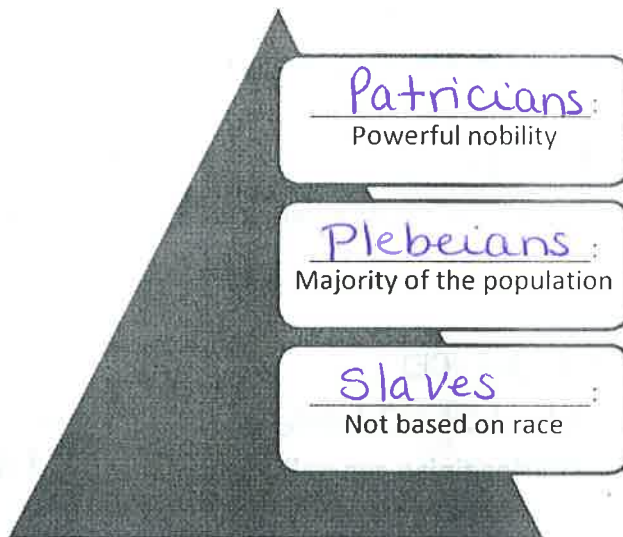 Patricians:
Powerful nobility
Plebeians:
Majority of the population
Slaves:
Not based on race